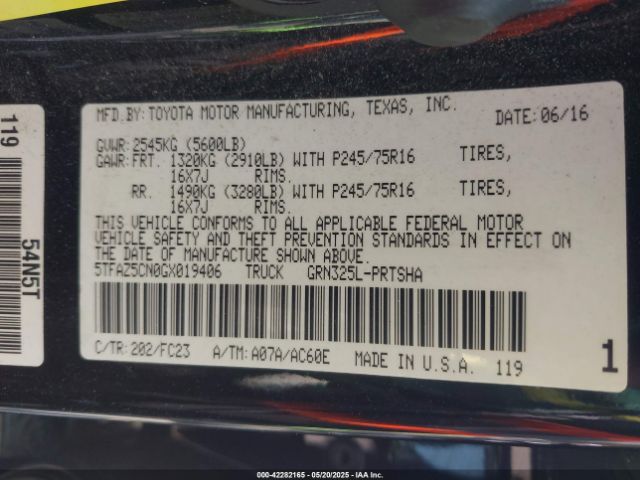 MFD.BY:TOYOTA MOTOR MANUFACTURING, TEXAS, INC.
DATE:06/16
GVWR:2545KG (5600LB)
GAWR:FRT. 1320KG (2910LB) WITH P245/75R16 TIRES,
16X7J RIMS.
RR. 1490KG (3280LB) WITH P245/75R16 TIRES,
16X7J RIMS.
THIS VEHICLE CONFORMS TO ALL APPLICABLE FEDERAL MOTOR
VEHICLE SAFETY AND THEFT PREVENTION STANDARDS IN EFFECT ON
THE DATE OF MANUFACTURE SHOWN ABOVE.
5TFAZ5CN0GX019406 TRUCK GRN325L-PRTSHA
C/TR:202/FC23 A/TM:A07A/AC60E MADE IN U.S.A. 119
1
119
54N5T
000-42282165 - 05/20/2025 - IAA Inc.